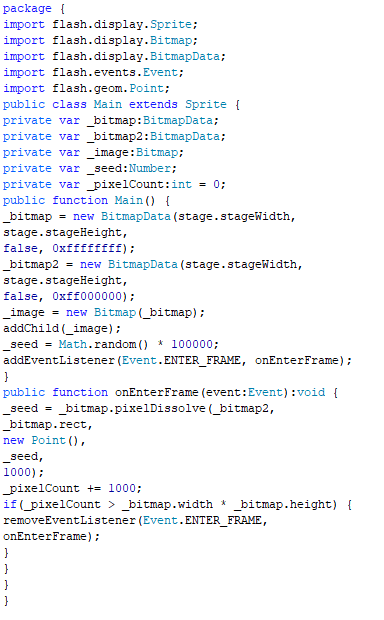 package {
import flash.display.Sprite;
import flash.display.Bitmap;
import flash.display.BitmapData;
import flash.events.Event;
import flash.geom.Point;
public class Main extends Sprite {
private var _bitmap:BitmapData;
private var _bitmap2:BitmapData;
private var _image:Bitmap;
private var _seed:Number;
private var _pixelCount:int = 0;
public function Main() {
_bitmap = new BitmapData(stage.stageWidth,
stage.stageHeight,
false, 0xffffffff);
_bitmap2 = new BitmapData(stage.stageWidth,
stage.stageHeight,
false, 0xff000000);
_image = new Bitmap(_bitmap);
addChild(_image);
_seed = Math.random() * 100000;
addEventListener(Event.ENTER_FRAME, onEnterFrame);
}
public function onEnterFrame(event:Event):void {
_seed = _bitmap.pixelDissolve(_bitmap2,
_bitmap.rect,
new Point(),
_seed,
1000);
_pixelCount += 1000;
if(_pixelCount > _bitmap.width * _bitmap.height) {
removeEventListener(Event.ENTER_FRAME,
onEnterFrame);
}
}
}
}